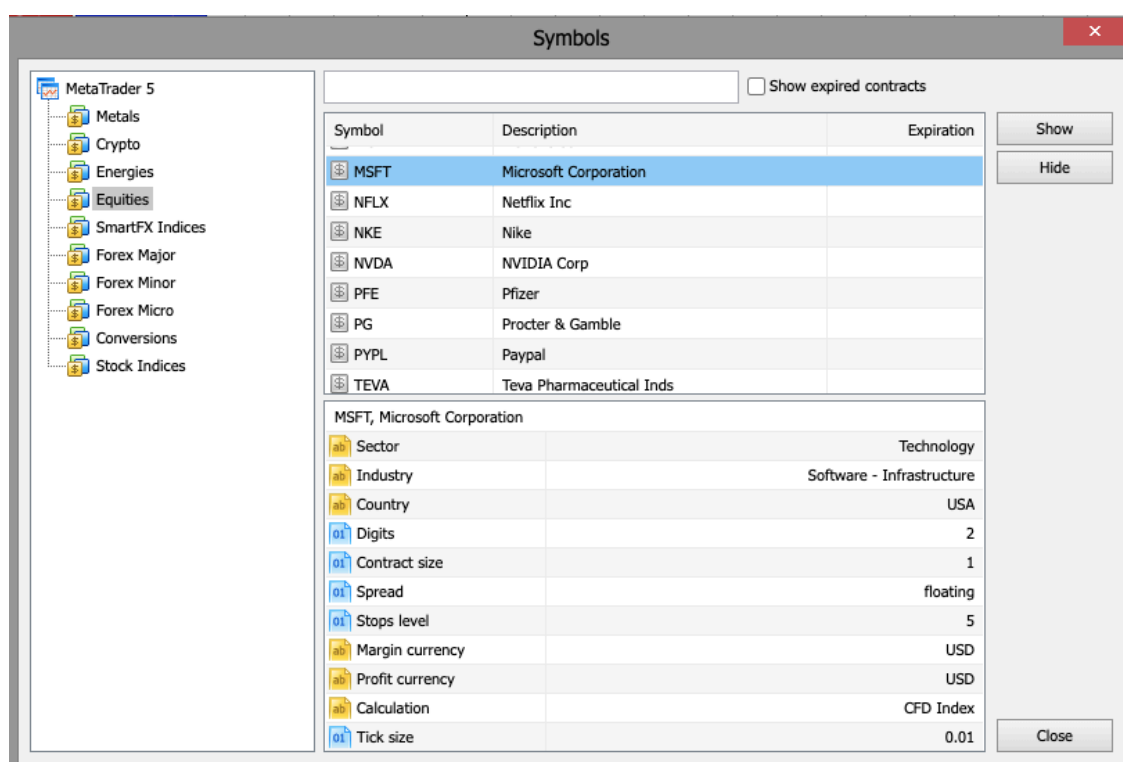 Symbols
MetaTrader 5
Metals
Crypto
Energies
Equities
SmartFX Indices
Forex Major
Forex Minor
Forex Micro
Conversions
Stock Indices
Show expired contracts
Symbol Description Expiration
MSFT Microsoft Corporation
NFLX Netflix Inc
NKE Nike
NVDA NVIDIA Corp
PFE Pfizer
PG Procter & Gamble
PYPL Paypal
TEVA Teva Pharmaceutical Inds
MSFT, Microsoft Corporation
Sector Technology
Industry Software - Infrastructure
Country USA
Digits 2
Contract size 1
Spread floating
Stops level 5
Margin currency USD
Profit currency USD
Calculation CFD Index
Tick size 0.01
Show
Hide
Close